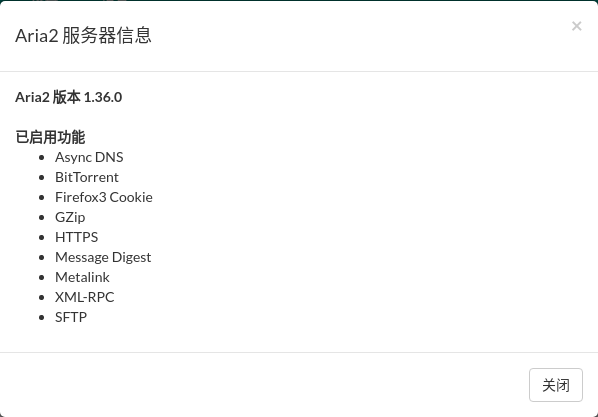 Aria2 服务器信息
×
Aria2 版本 1.36.0
已启用功能
Async DNS
BitTorrent
Firefox3 Cookie
GZip
HTTPS
Message Digest
Metalink
XML-RPC
SFTP
关闭